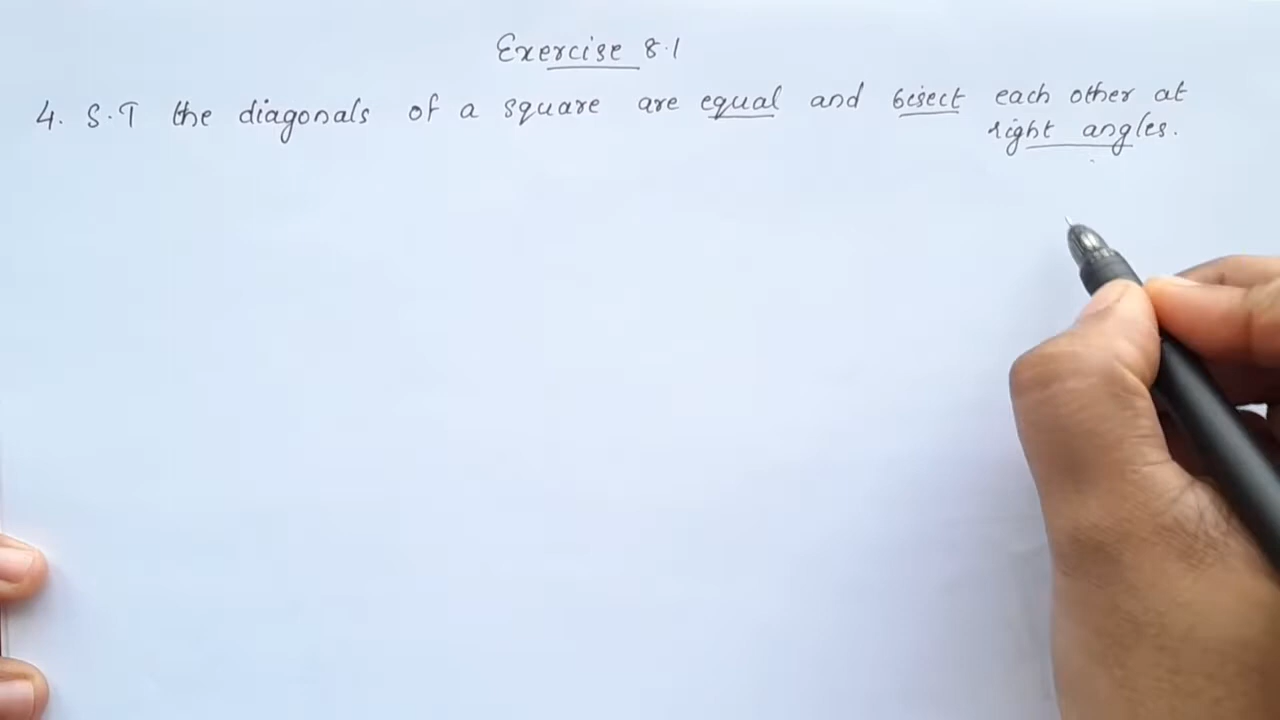 Exercise 8.1
4. S.T the diagonals of a square are equal and bisect each other at
right angles.